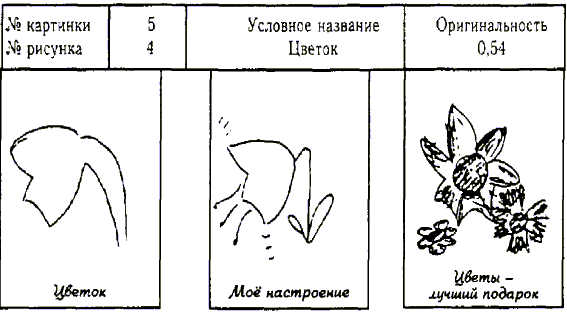 № картинки 5 Условное название Оригинальность
№ рисунка 4 Цветок 0,54
Цветок
Моё настроение
Цветы –
лучший подарок